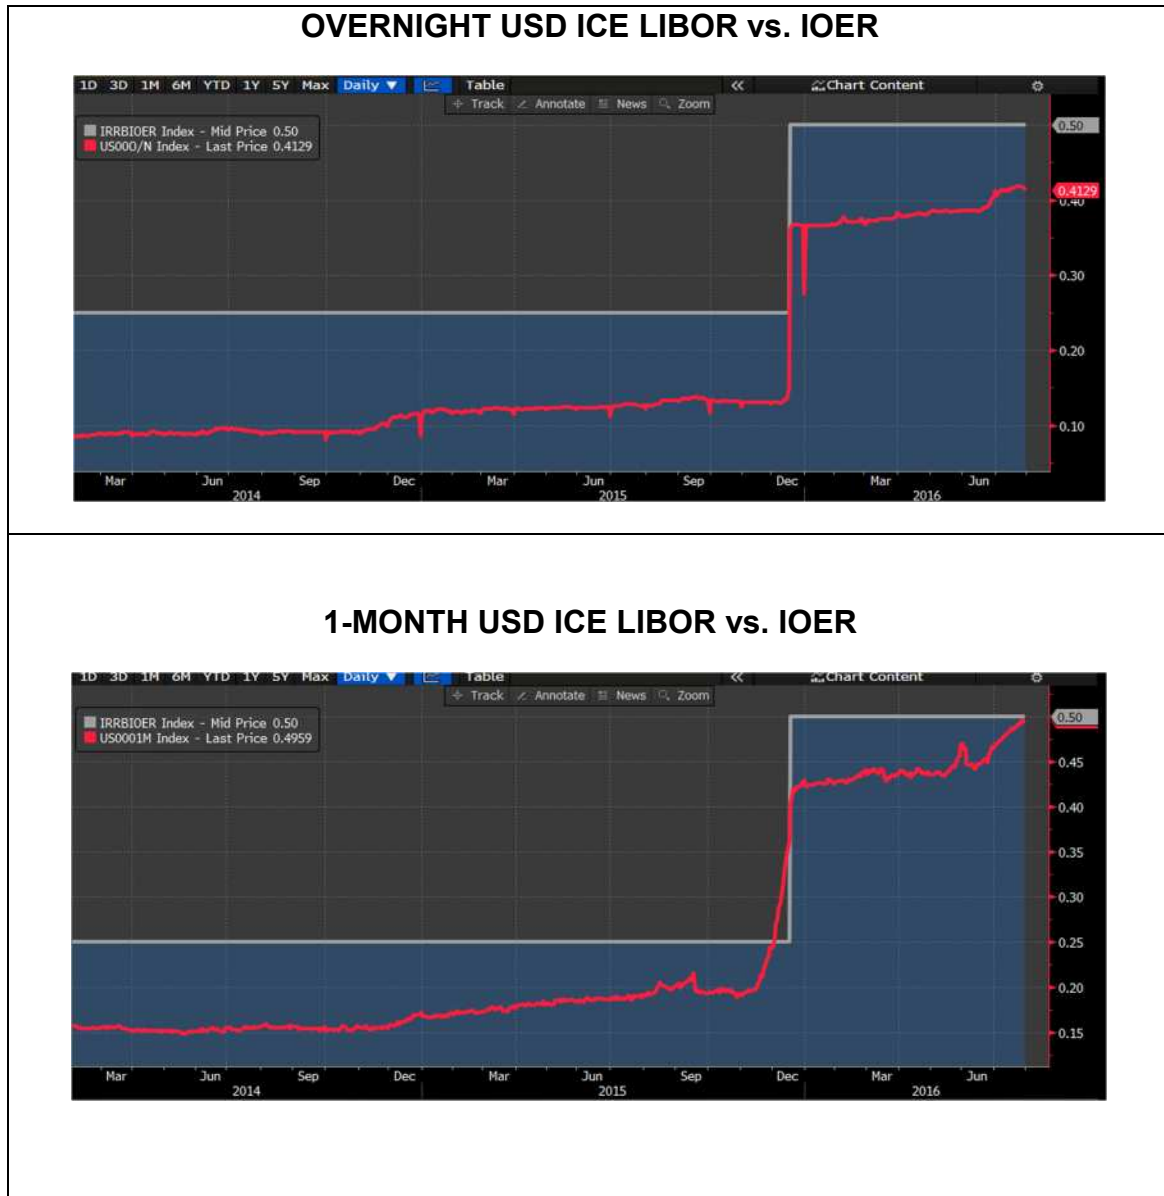 OVERNIGHT USD ICE LIBOR vs. IOER
1D 3D 1M 6M YTD 1Y 5Y Max Daily ▼ Table « Chart Content
Track Annotate News Zoom
IRRBIOER Index - Mid Price 0.50
US00O/N Index - Last Price 0.4129
0.50
0.4129
0.40
0.30
0.20
0.10
Mar Jun Sep Dec Mar Jun Sep Dec Mar Jun
2014 2015 2016
1-MONTH USD ICE LIBOR vs. IOER
1D 3D 1M 6M YTD 1Y 5Y Max Daily ▼ Table « Chart Content
Track Annotate News Zoom
IRRBIOER Index - Mid Price 0.50
US0001M Index - Last Price 0.4959
0.50
0.45
0.40
0.35
0.30
0.25
0.20
0.15
Mar Jun Sep Dec Mar Jun Sep Dec Mar Jun
2014 2015 2016